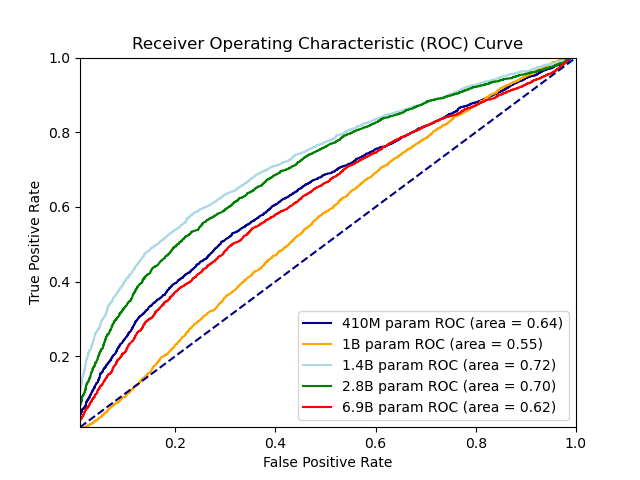 Receiver Operating Characteristic (ROC) Curve
True Positive Rate
1.0
0.8
0.6
0.4
0.2
410M param ROC (area = 0.64)
1B param ROC (area = 0.55)
1.4B param ROC (area = 0.72)
2.8B param ROC (area = 0.70)
6.9B param ROC (area = 0.62)
0.2 0.4 0.6 0.8 1.0
False Positive Rate